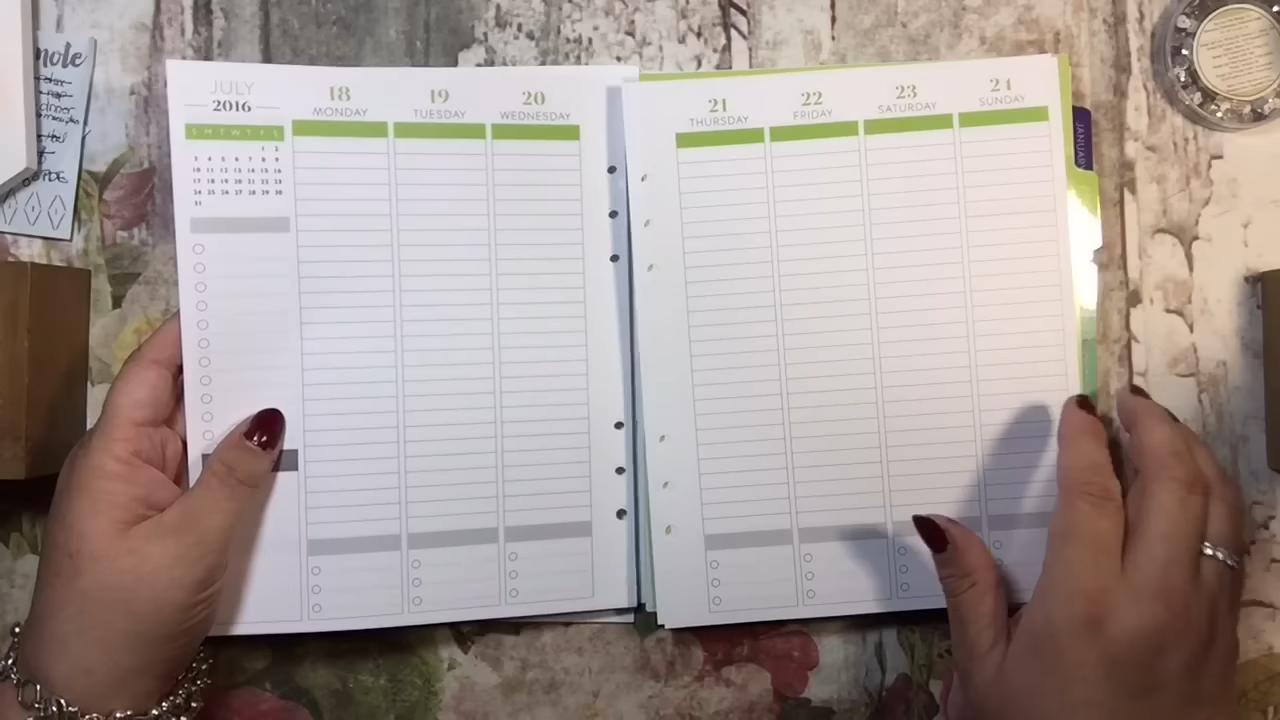 note
dinner
JULY
2016
S M T W T F S
1 2
3 4 5 6 7 8 9
10 11 12 13 14 15 16
17 18 19 20 21 22 23
24 25 26 27 28 29 30
31
18
MONDAY
19
TUESDAY
20
WEDNESDAY
21
THURSDAY
22
FRIDAY
23
SATURDAY
24
SUNDAY
JANUARY